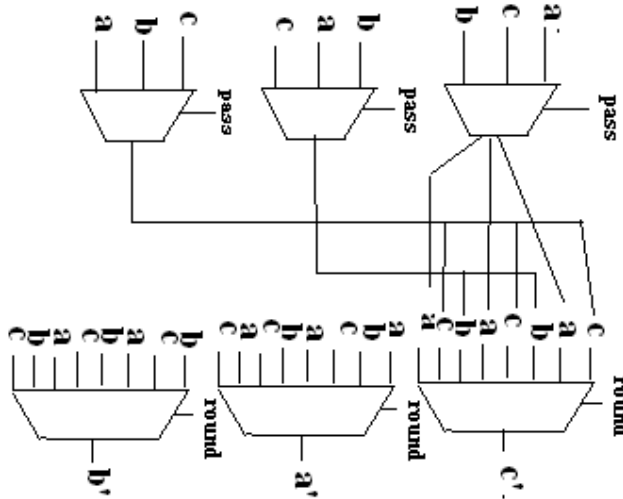 a b c
c a b
b c a
pass
pass
pass
c b a c b a c b
c a c b a c b a
a c b a c b a c
round
round
round
b'
a'
c'